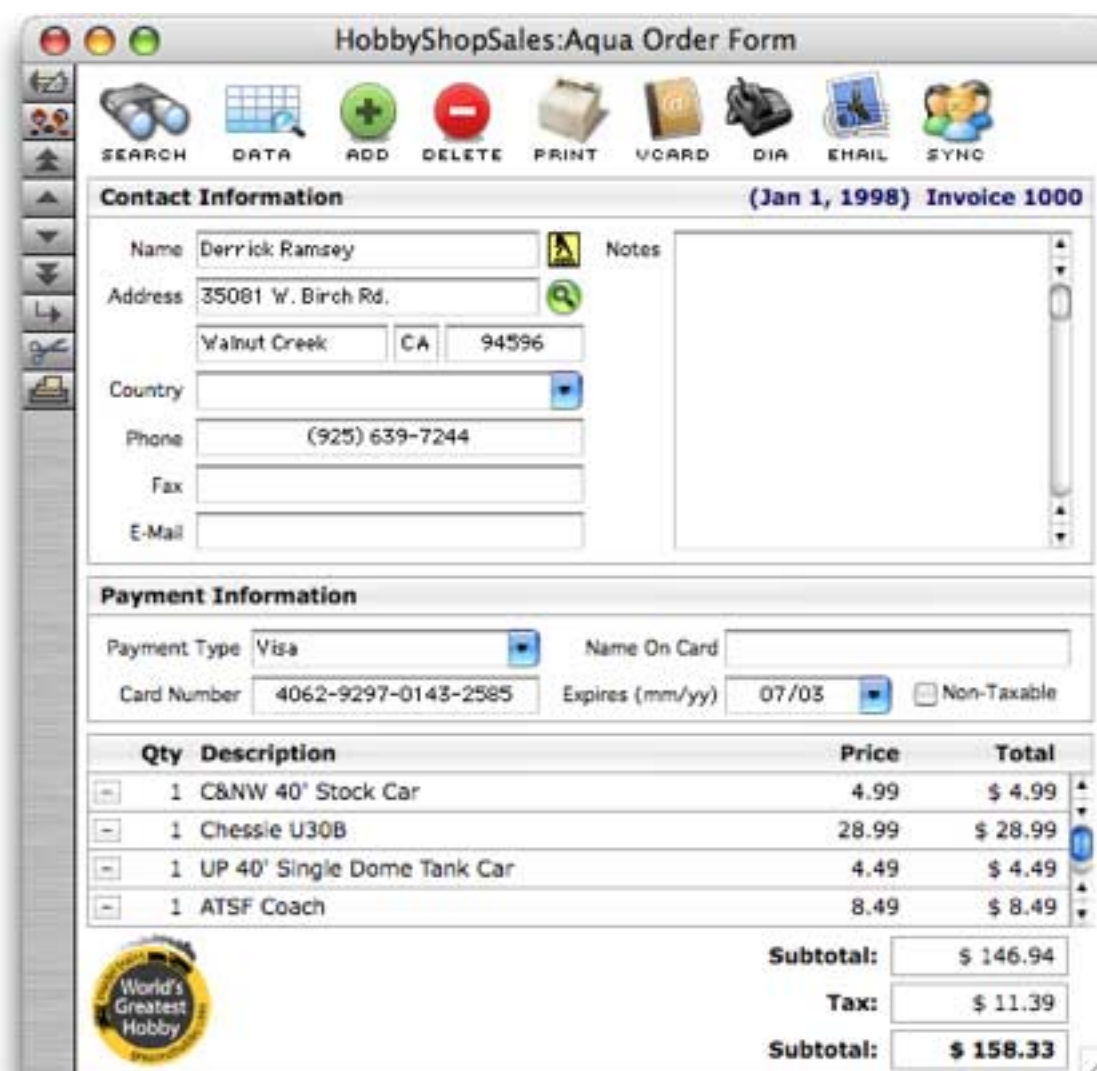 HobbyShopSales:Aqua Order Form
SEARCH DATA ADD DELETE PRINT VCARD DIA EMAIL SYNC
Contact Information (Jan 1, 1998) Invoice 1000
Name Derrick Ramsey Notes
Address 35081 W. Birch Rd.
Walnut Creek CA 94596
Country
Phone (925) 639-7244
Fax
E-Mail
Payment Information
Payment Type Visa Name On Card
Card Number 4062-9297-0143-2585 Expires (mm/yy) 07/03 Non-Taxable
Qty Description Price Total
1 C&NW 40' Stock Car 4.99 $ 4.99
1 Chessie U30B 28.99 $ 28.99
1 UP 40' Single Dome Tank Car 4.49 $ 4.49
1 ATSF Coach 8.49 $ 8.49
Subtotal: $ 146.94
Tax: $ 11.39
Subtotal: $ 158.33
World's
Greatest
Hobby